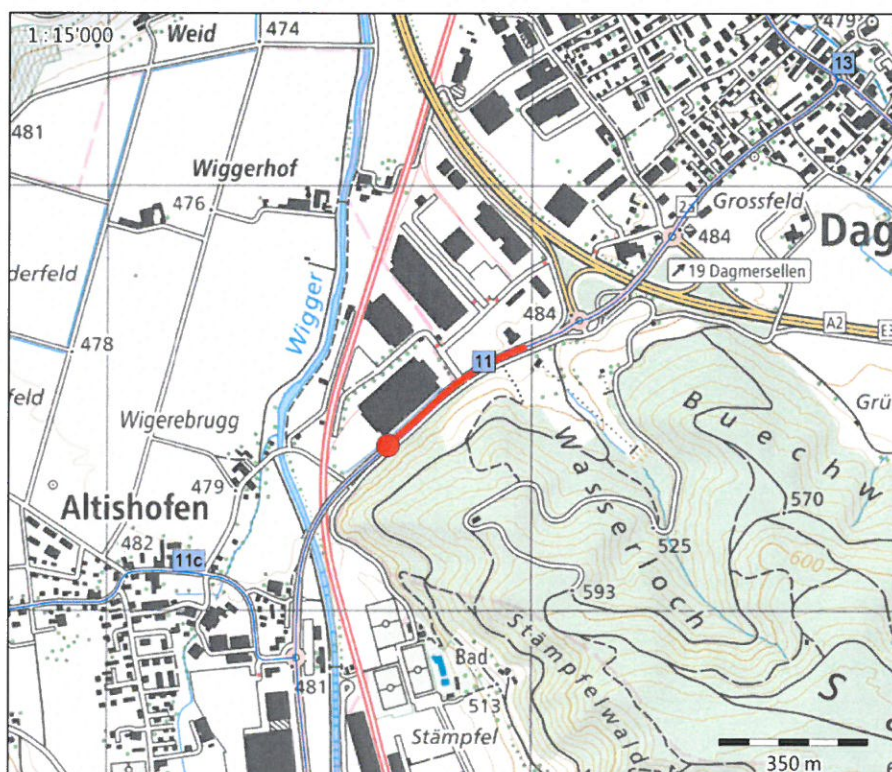 1 : 15'000
Weid
474
479
13
481
Wiggerhof
476
Grossfeld
2a
484
Dag
19 Dagmersellen
derfeld
Wigger
484
A2
E3
478
11
feld
Wigerebrugg
Grü
Buechw
Wasserloch
479
570
Altishofen
482
11c
525
600
593
Stämpfelwald
Bad
481
513
S
Stämpfel
350 m